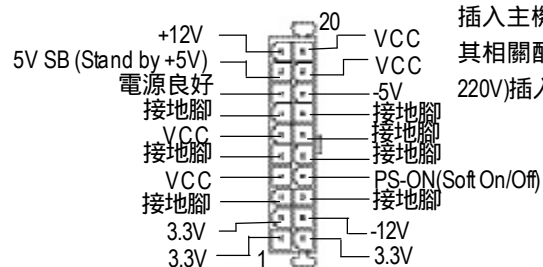 20
+12V
5V SB (Stand by +5V)
電源良好
接地腳
VCC
接地腳
VCC
接地腳
3.3V
3.3V
1
VCC
VCC
-5V
接地腳
接地腳
接地腳
PS-ON(Soft On/Off)
接地腳
-12V
3.3V
插入主機
其相關配
220V)插入